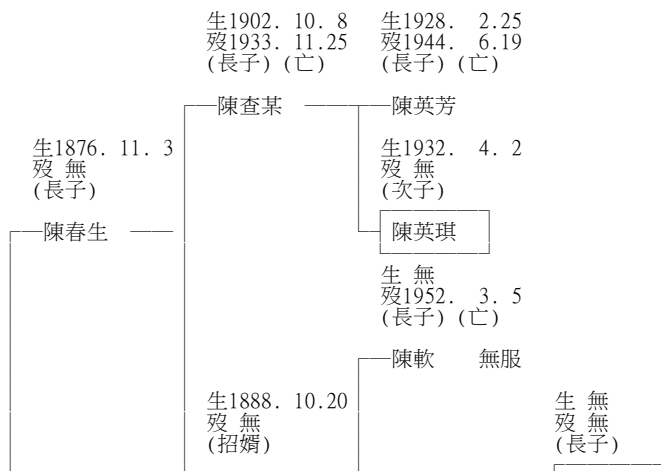 生1902. 10. 8 生1928. 2.25
歿1933. 11.25 歿1944. 6.19
(長子)(亡) (長子)(亡)
陳查某 陳英芳
生1876. 11. 3 生1932. 4. 2
歿 無 歿 無
(長子) (次子)
陳春生 陳英琪
生 無
歿1952. 3. 5
(長子)(亡)
陳軟 無服
生1888. 10.20 生 無
歿 無 歿 無
(招婿) (長子)